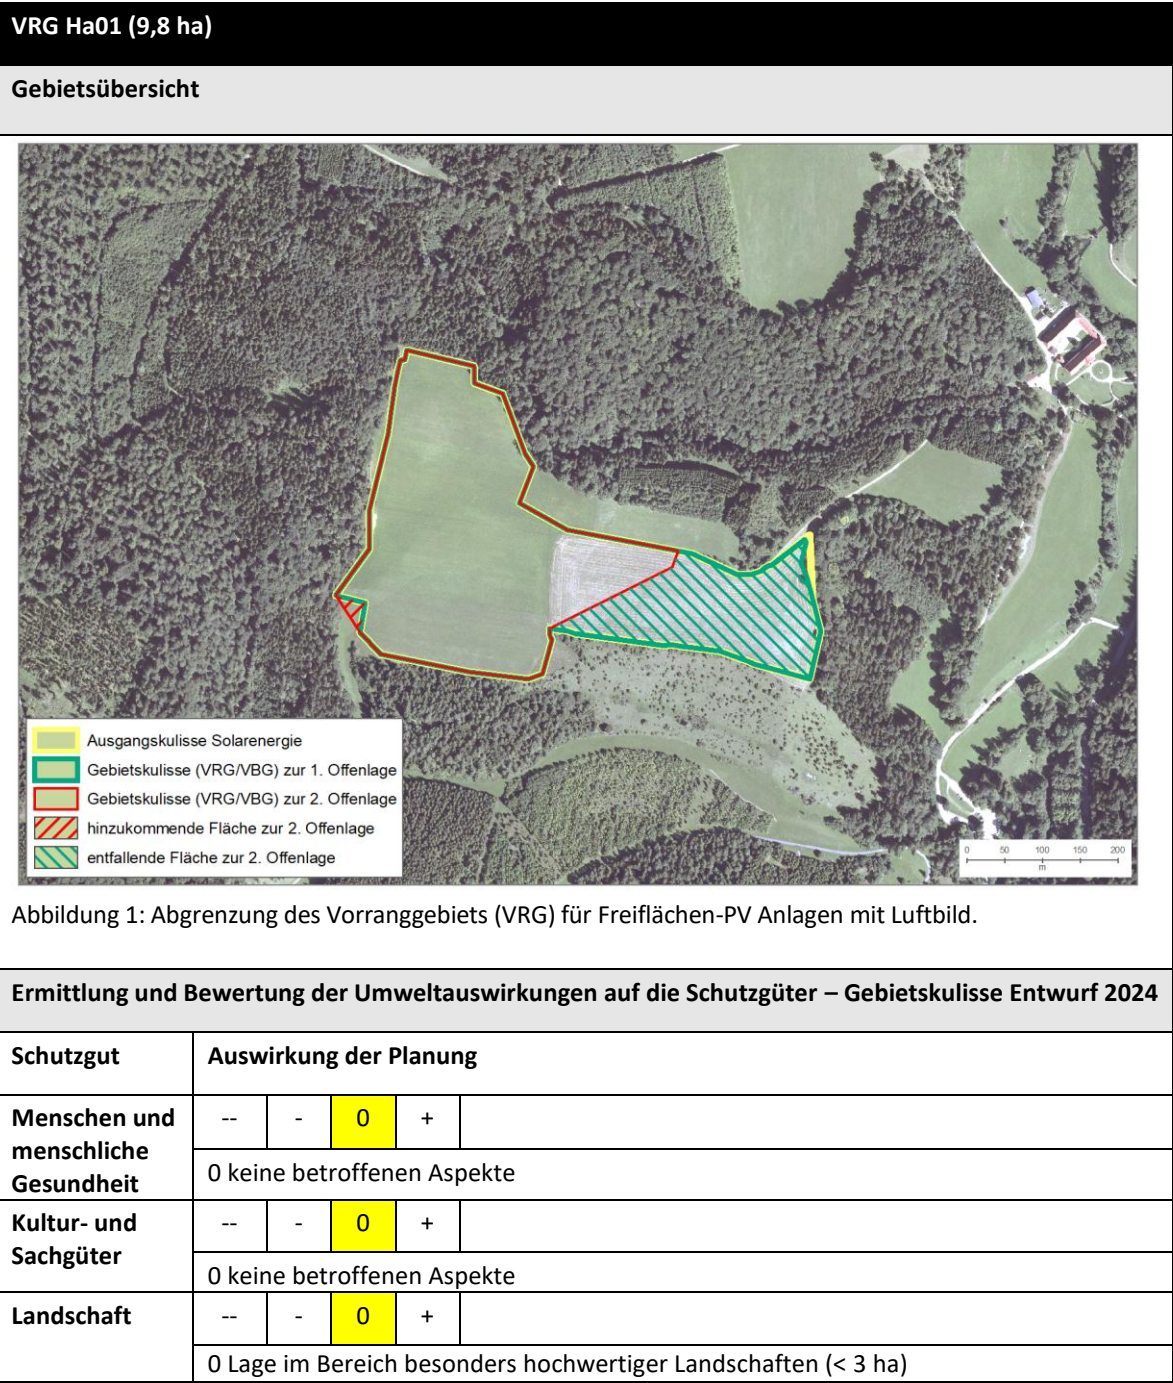 VRG Ha01 (9,8 ha)
Gebietsübersicht
Ausgangskulisse Solarenergie
Gebietskulisse (VRG/VBG) zur 1. Offenlage
Gebietskulisse (VRG/VBG) zur 2. Offenlage
hinzukommende Fläche zur 2. Offenlage
entfallende Fläche zur 2. Offenlage
0 50 100 150 200
m
Abbildung 1: Abgrenzung des Vorranggebiets (VRG) für Freiflächen-PV Anlagen mit Luftbild.
Ermittlung und Bewertung der Umweltauswirkungen auf die Schutzgüter – Gebietskulisse Entwurf 2024
Schutzgut Auswirkung der Planung
Menschen und menschliche Gesundheit
-- - 0 +
0 keine betroffenen Aspekte
Kultur- und Sachgüter
-- - 0 +
0 keine betroffenen Aspekte
Landschaft
-- - 0 +
0 Lage im Bereich besonders hochwertiger Landschaften (< 3 ha)